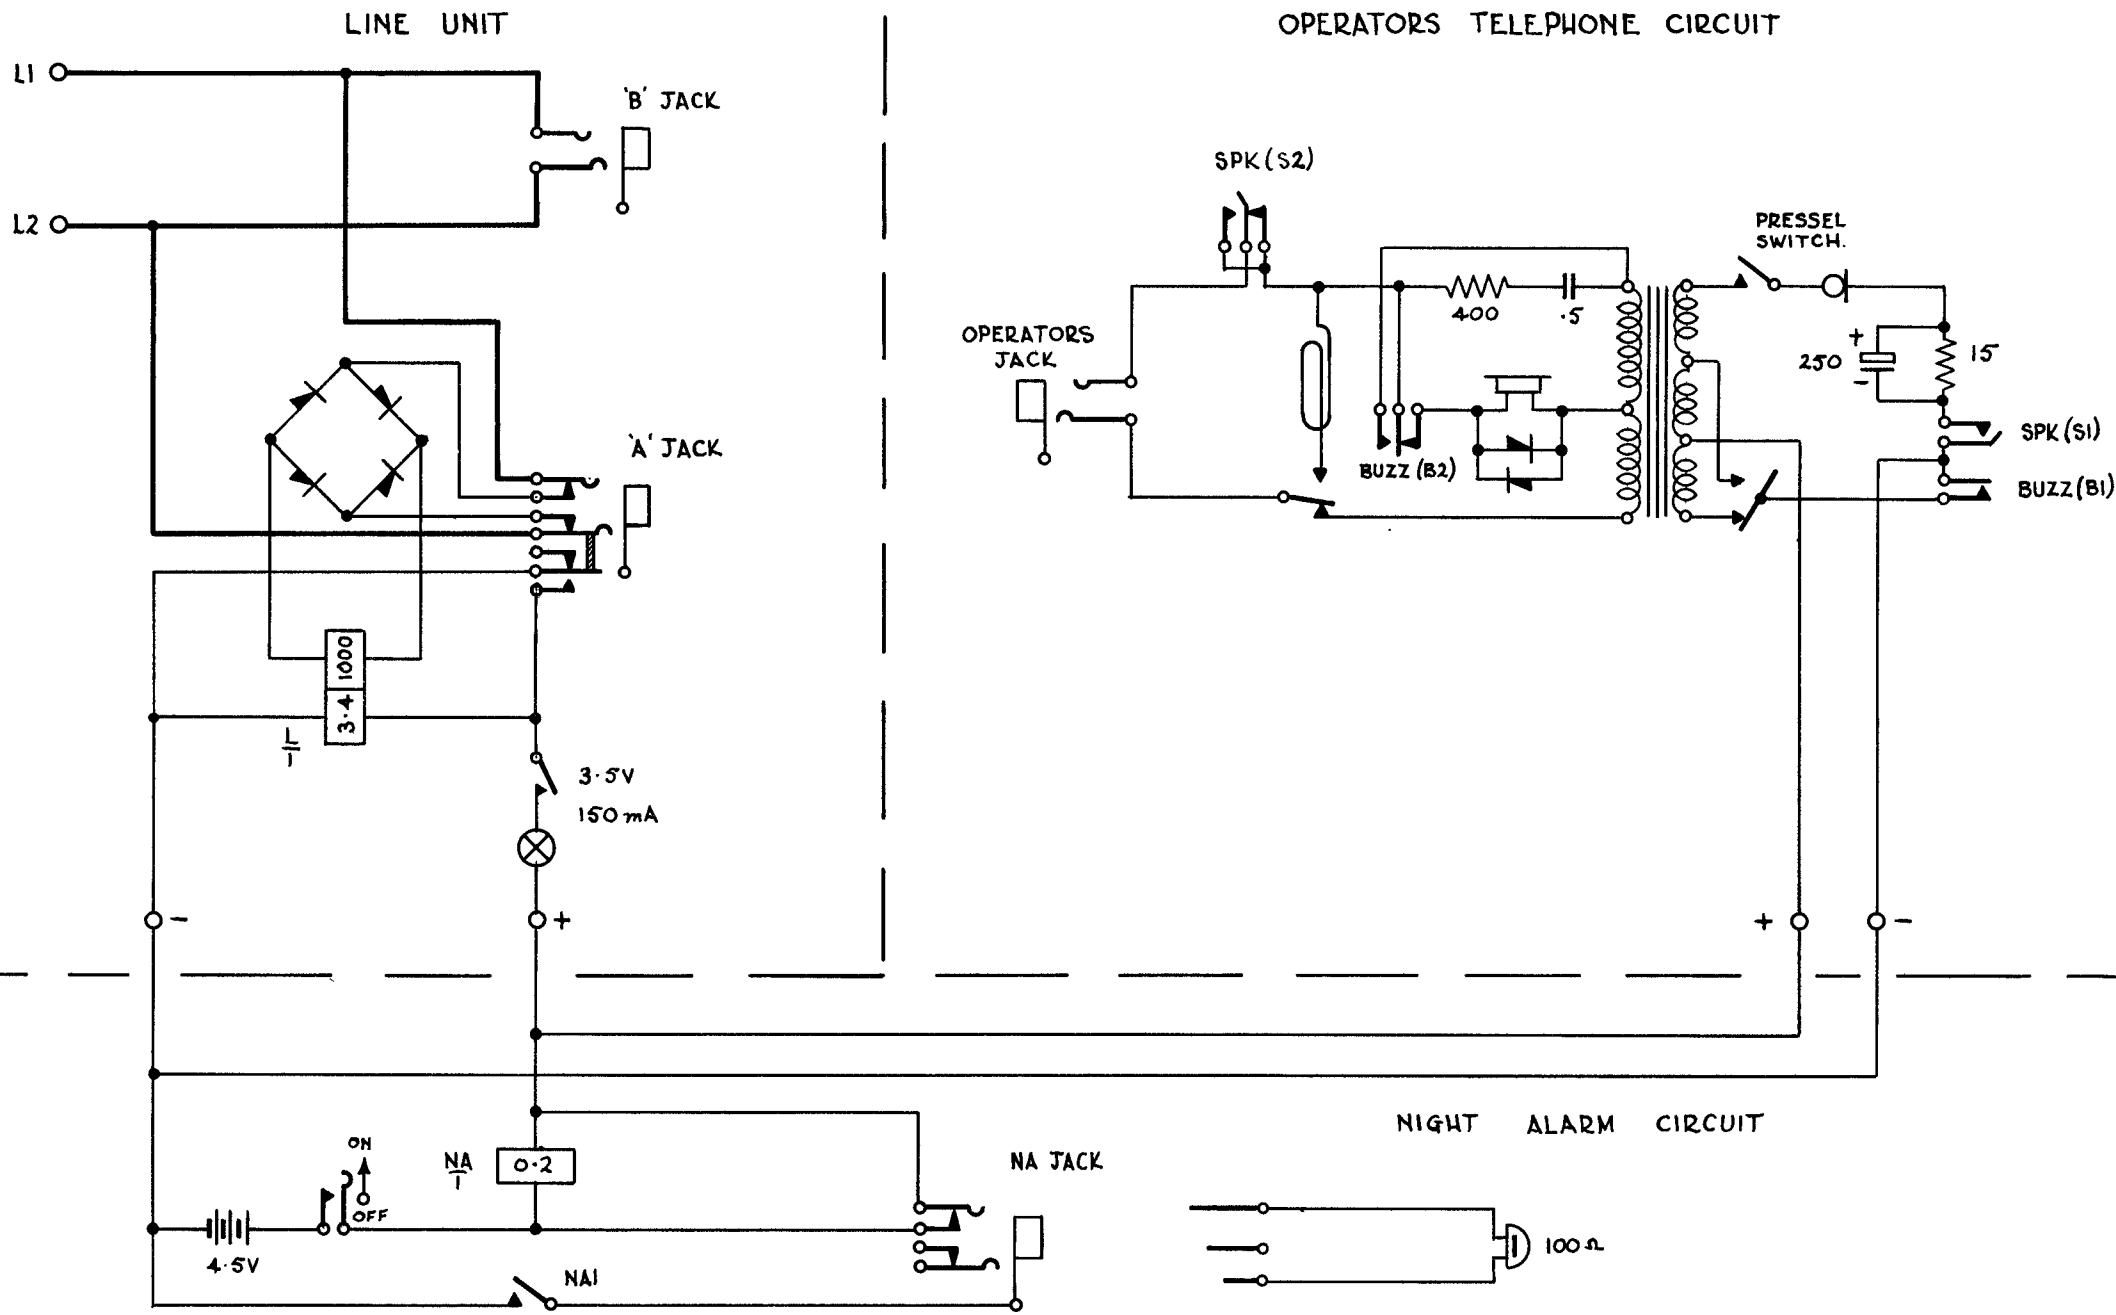 LINE UNIT
OPERATORS TELEPHONE CIRCUIT
L1
'B' JACK
L2
SPK (S2)
PRESSEL
SWITCH.
OPERATORS
JACK
400
.5
+
250
-
15
'A' JACK
BUZZ (B2)
SPK (S1)
BUZZ (B1)
1000
3.4
L
1
3.5V
150 mA
-
+
+
-
NIGHT ALARM CIRCUIT
ON
OFF
NA
1
0.2
NA JACK
4.5V
NA1
100 Ω